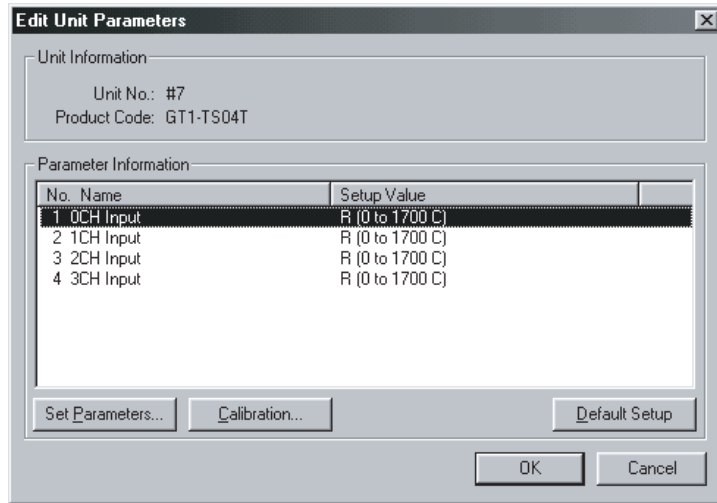 Edit Unit Parameters
Unit Information
Unit No.: #7
Product Code: GT1-TS04T
Parameter Information
No. Name Setup Value
1 0CH Input R (0 to 1700 C)
2 1CH Input R (0 to 1700 C)
3 2CH Input R (0 to 1700 C)
4 3CH Input R (0 to 1700 C)
Set Parameters... Calibration... Default Setup
OK Cancel